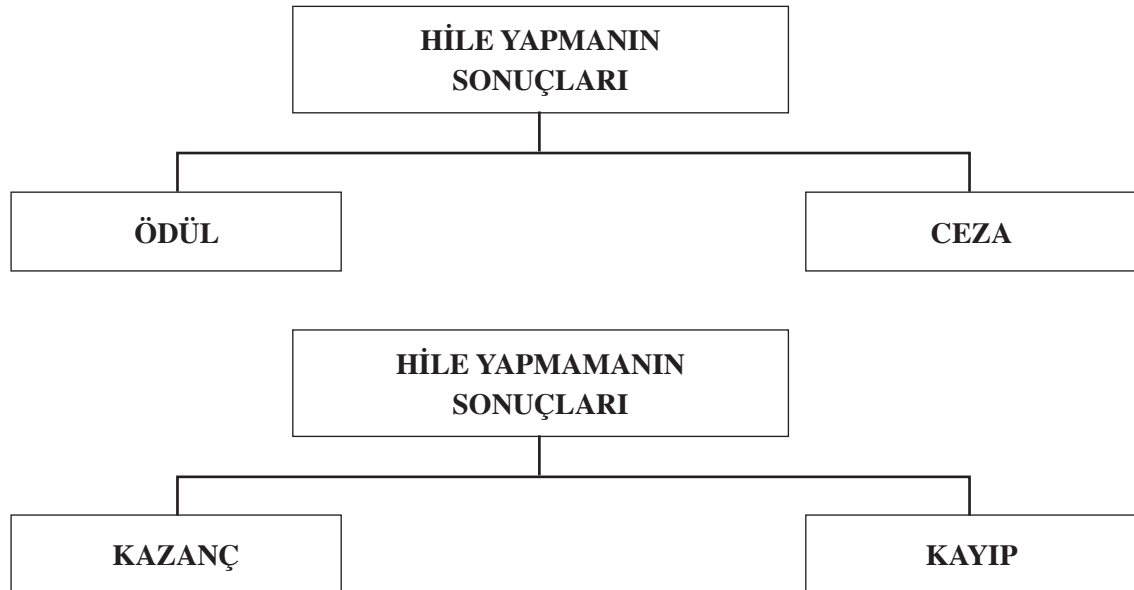 HİLE YAPMANIN
SONUÇLARI
ÖDÜL
CEZA
HİLE YAPMAMANIN
SONUÇLARI
KAZANÇ
KAYIP